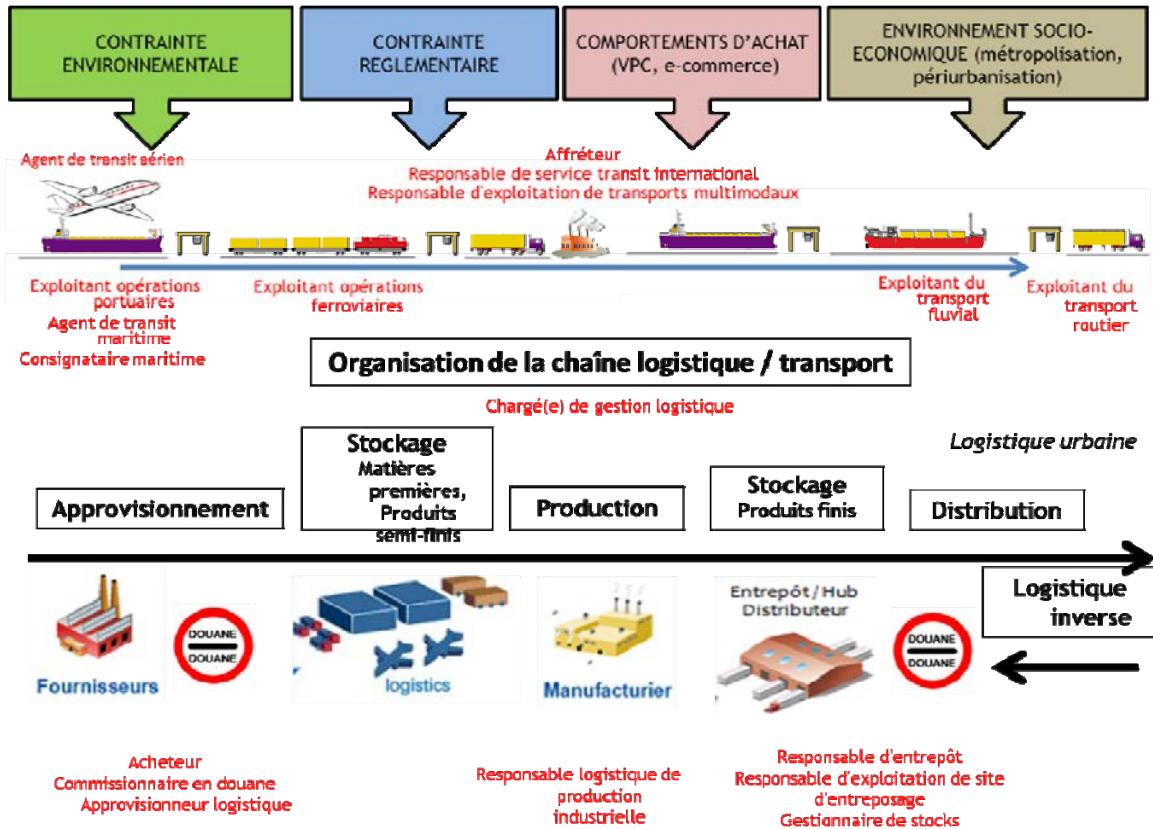 CONTRAINTE
ENVIRONNEMENTALE
CONTRAINTE
REGLEMENTAIRE
COMPORTEMENTS D'ACHAT
(VPC, e-commerce)
ENVIRONNEMENT SOCIO-
ECONOMIQUE (métropolisation,
périurbanisation)
Agent de transit aérien
Affréteur
Responsable de service transit international
Responsable d'exploitation de transports multimodaux
Exploitant opérations
portuaires
Agent de transit
maritime
Consignataire maritime
Exploitant opérations
ferroviaires
Exploitant du
transport
fluvial
Exploitant du
transport
routier
Organisation de la chaîne logistique / transport
Chargé(e) de gestion logistique
Logistique urbaine
Approvisionnement
Stockage
Matières
premières,
Produits
semi-finis
Production
Stockage
Produits finis
Distribution
Logistique
inverse
Fournisseurs
DOUANE
DOUANE
logistics
Manufacturier
Entrepôt/Hub
Distributeur
DOUANE
DOUANE
Acheteur
Commissionnaire en douane
Approvisionneur logistique
Responsable logistique de
production
industrielle
Responsable d'entrepôt
Responsable d'exploitation de site
d'entreposage
Gestionnaire de stocks